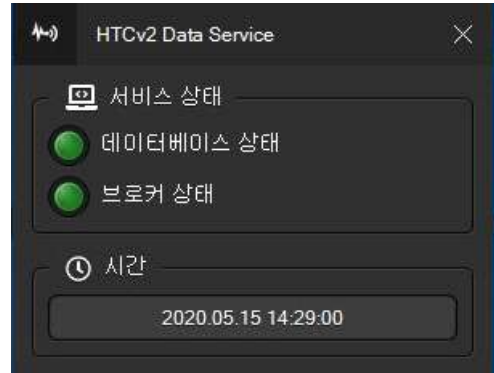 HTCv2 Data Service
서비스 상태
데이터베이스 상태
브로커 상태
시간
2020.05.15 14:29:00